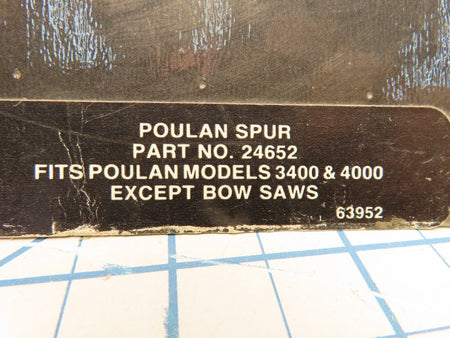 POULAN SPUR
PART NO. 24652
FITS POULAN MODELS 3400 & 4000
EXCEPT BOW SAWS
63952